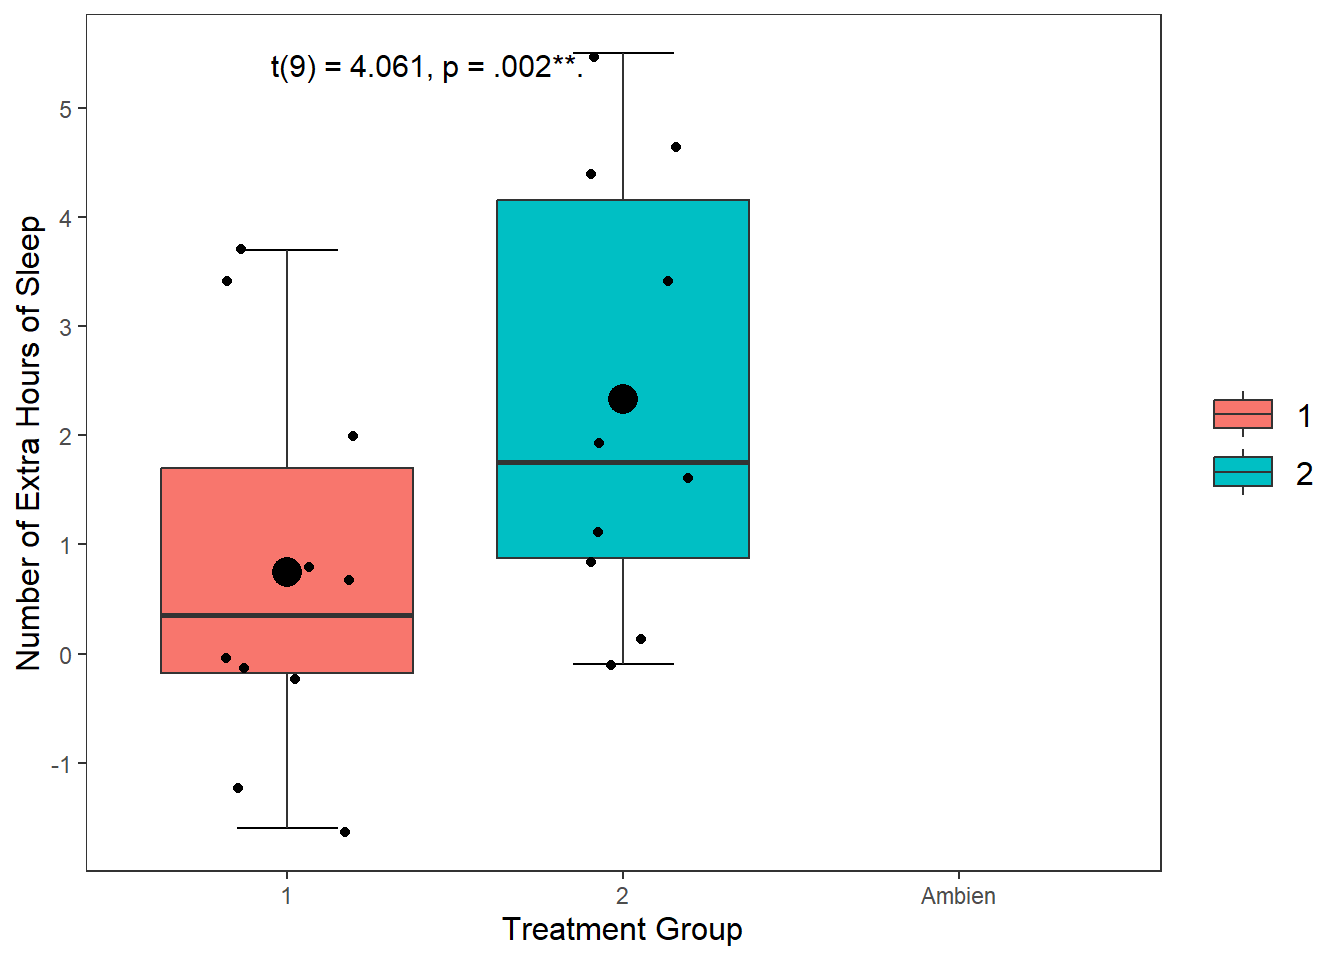 t(9) = 4.061, p = .002**.
Number of Extra Hours of Sleep
5
4
3
2
1
0
-1
1
2
Ambien
Treatment Group
1
2